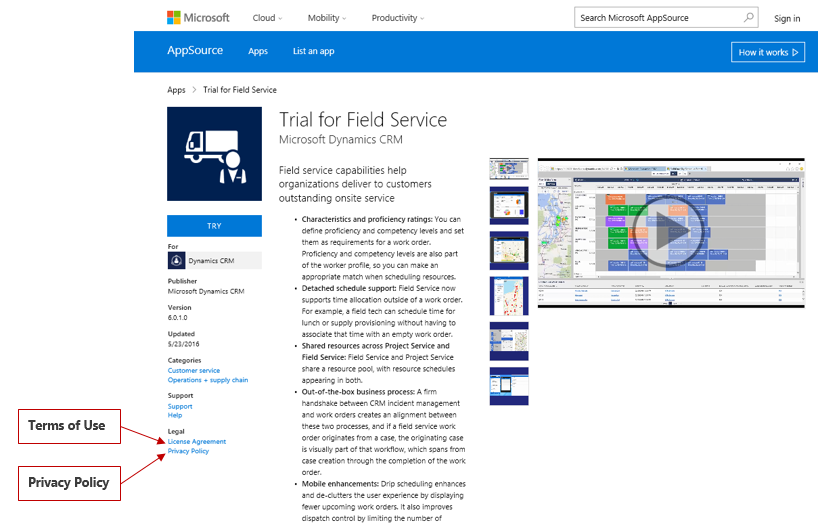 Microsoft
Cloud
Mobility
Productivity
Search Microsoft AppSource
Sign in
AppSource
Apps
List an app
How it works
Apps > Trial for Field Service
Trial for Field Service
Microsoft Dynamics CRM
Field service capabilities help
organizations deliver to customers
outstanding onsite service
• Characteristics and proficiency ratings: You can
define proficiency and competency levels and set
them as requirements for a work order.
Proficiency and competency levels are also part
of the worker profile, so you can make an
appropriate match when scheduling resources.
• Detached schedule support: Field Service now
supports time allocation outside of a work order.
For example, a field tech can schedule time for
lunch or supply provisioning without having to
associate that time with an empty work order.
• Shared resources across Project Service and
Field Service: Field Service and Project Service
share a resource pool, with resource schedules
appearing in both.
• Out-of-the-box business process: A firm
handshake between CRM incident management
and work orders creates an alignment between
these two processes, and if a field service work
order originates from a case, the originating case
is visually part of that workflow, which spans from
case creation through the completion of the work
order.
• Mobile enhancements: Drip scheduling enhances
and de-clutters the user experience by displaying
fewer upcoming work orders. It also improves
dispatch control by limiting the number of
TRY
For
Dynamics CRM
Publisher
Microsoft Dynamics CRM
Version
6.0.1.0
Updated
5/23/2016
Categories
Customer service
Operations + supply chain
Support
Support
Help
Legal
License Agreement
Privacy Policy
Terms of Use
Privacy Policy